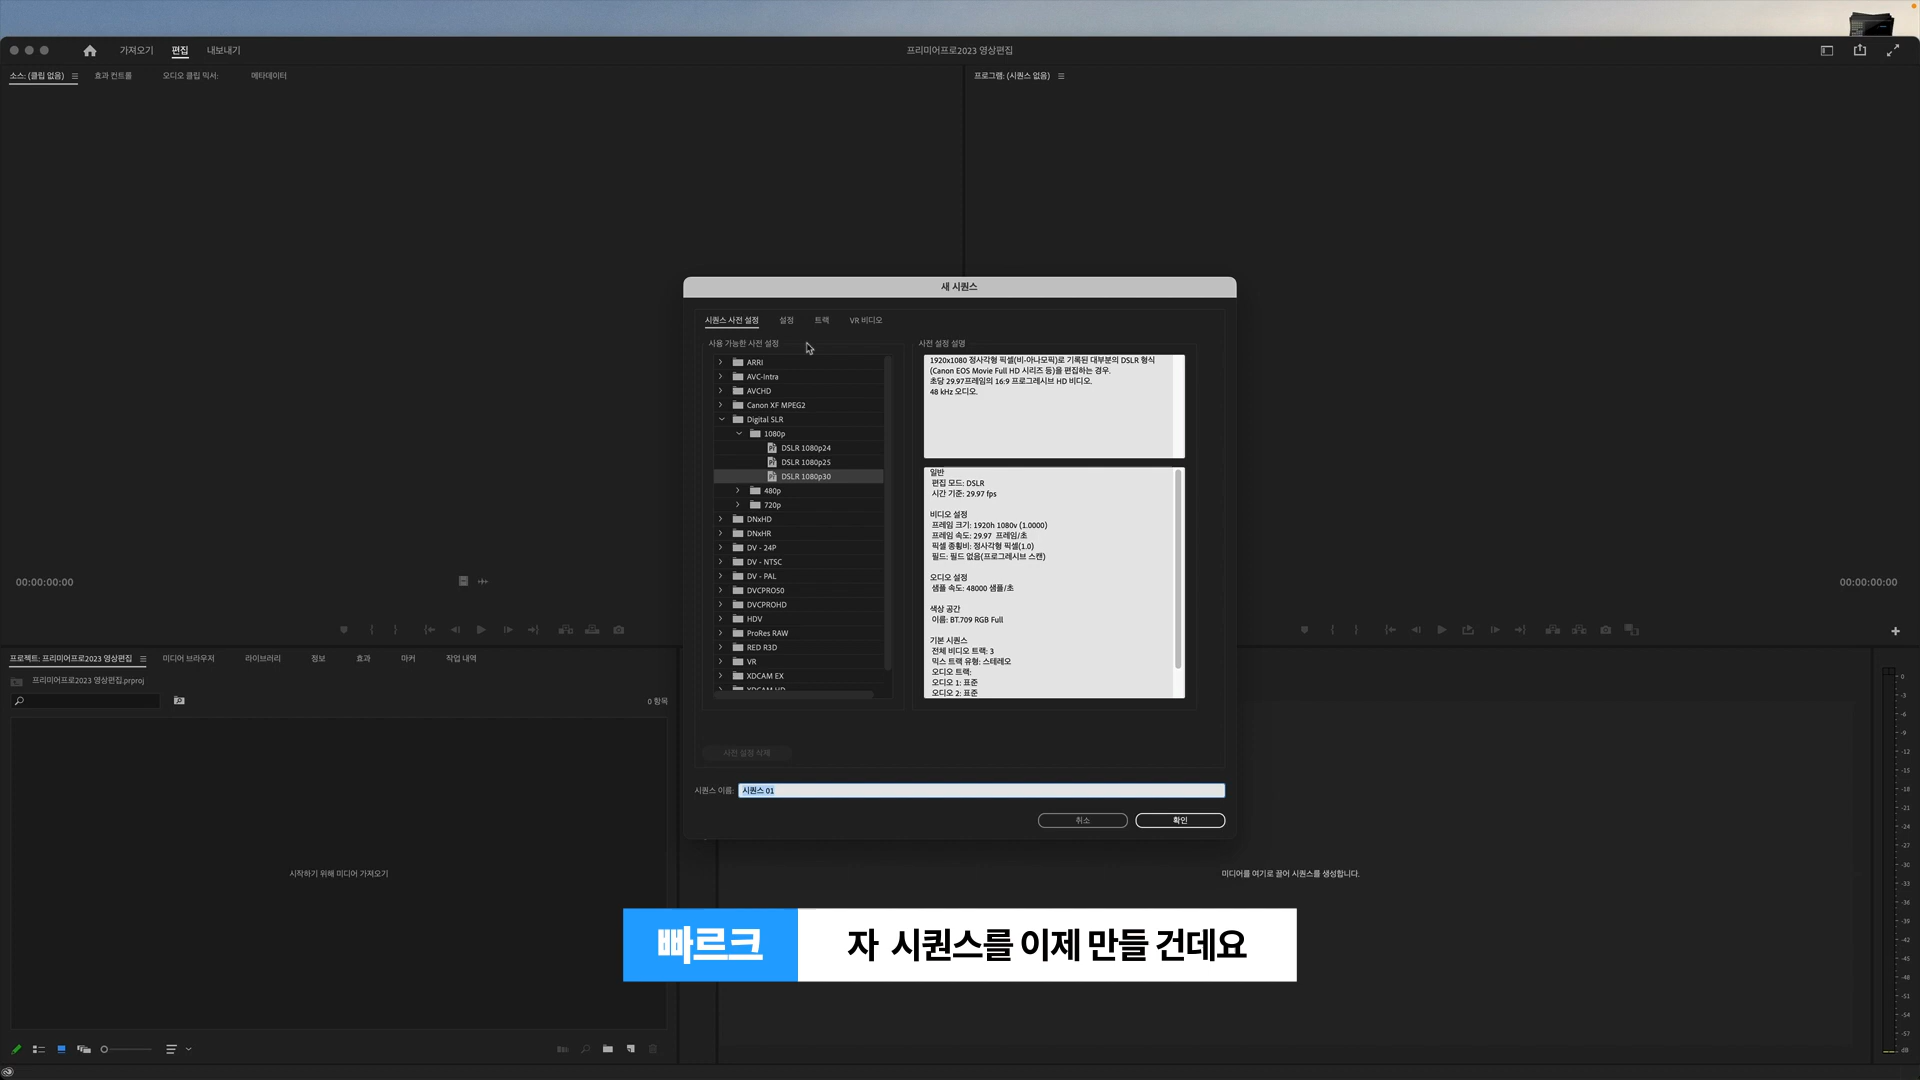 가져오기
편집
내보내기
프리미어프로2023 영상편집
소스: (클립 없음)
효과 컨트롤
오디오 클립 믹서:
메타데이터
프로그램: (시퀀스 없음)
새 시퀀스
시퀀스 사전 설정
설정
트랙
VR 비디오
사용 가능한 사전 설정
ARRI
AVC-Intra
AVCHD
Canon XF MPEG2
Digital SLR
1080p
DSLR 1080p24
DSLR 1080p25
DSLR 1080p30
480p
720p
DNxHD
DNxHR
DV - 24P
DV - NTSC
DV - PAL
DVCPRO50
DVCPROHD
HDV
ProRes RAW
RED R3D
VR
XDCAM EX
XDCAM HD
사전 설정 설명
1920x1080 정사각형 픽셀(비-아나모픽)로 기록된 대부분의 DSLR 형식
(Canon EOS Movie Full HD 시리즈 등)을 편집하는 경우.
초당 29.97프레임의 16:9 프로그레시브 HD 비디오.
48 kHz 오디오.
일반
편집 모드: DSLR
시간 기준: 29.97 fps
비디오 설정
프레임 크기: 1920h 1080v (1.0000)
프레임 속도: 29.97 프레임/초
픽셀 종횡비: 정사각형 픽셀(1.0)
필드: 필드 없음(프로그레시브 스캔)
오디오 설정
샘플 속도: 48000 샘플/초
색상 공간
이름: BT.709 RGB Full
기본 시퀀스
전체 비디오 트랙: 3
믹스 트랙 유형: 스테레오
오디오 트랙:
오디오 1: 표준
오디오 2: 표준
사전 설정 삭제
시퀀스 이름:
시퀀스 01
취소
확인
00:00:00:00
00:00:00:00
프로젝트: 프리미어프로2023 영상편집
미디어 브라우저
라이브러리
정보
효과
마커
작업 내역
프리미어프로2023 영상편집.prproj
0 항목
시작하기 위해 미디어 가져오기
미디어를 여기로 끌어 시퀀스를 생성합니다.
0
-3
-6
-9
-12
-15
-18
-21
-24
-27
-30
-33
-36
-39
-42
-45
-48
-51
-54
-57
dB
빠르크
자 시퀀스를 이제 만들 건데요